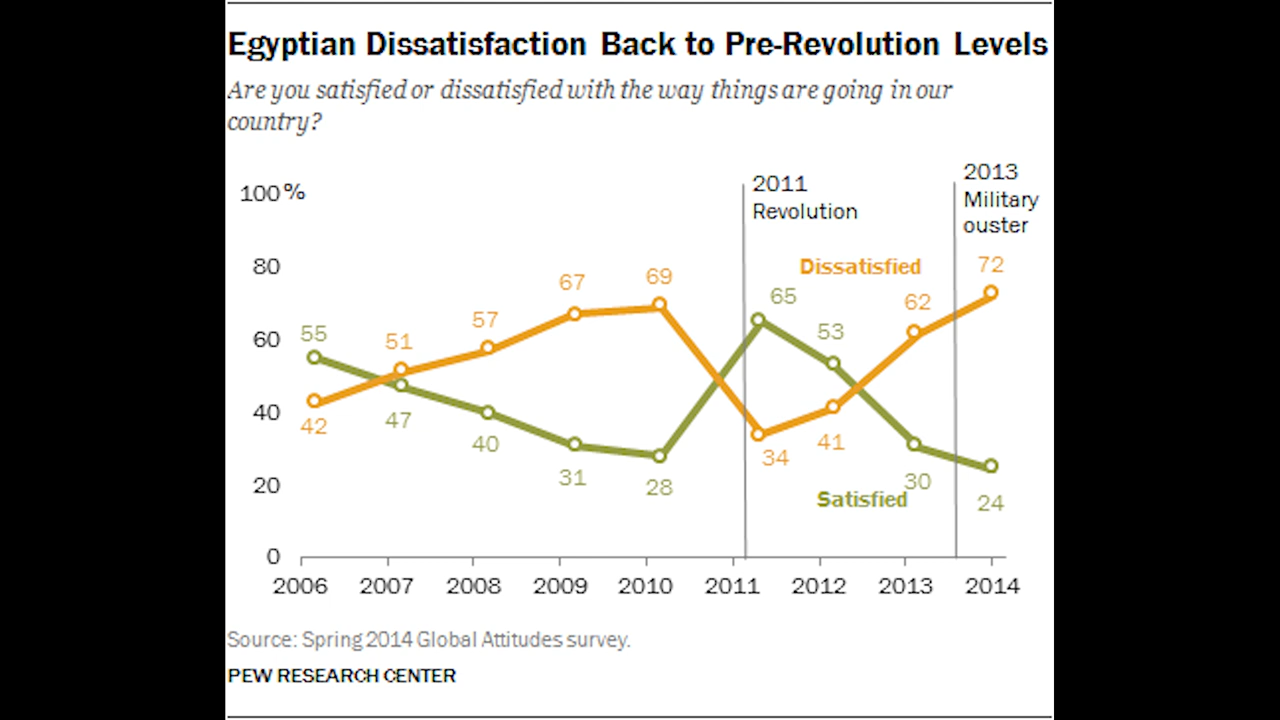 Egyptian Dissatisfaction Back to Pre-Revolution Levels
Are you satisfied or dissatisfied with the way things are going in our
country?
100%
80
60
40
20
0
2011
Revolution
2013
Military
ouster
Dissatisfied
Satisfied
42
51
57
67
69
34
41
62
72
55
47
40
31
28
65
53
30
24
2006 2007 2008 2009 2010 2011 2012 2013 2014
Source: Spring 2014 Global Attitudes survey.
PEW RESEARCH CENTER